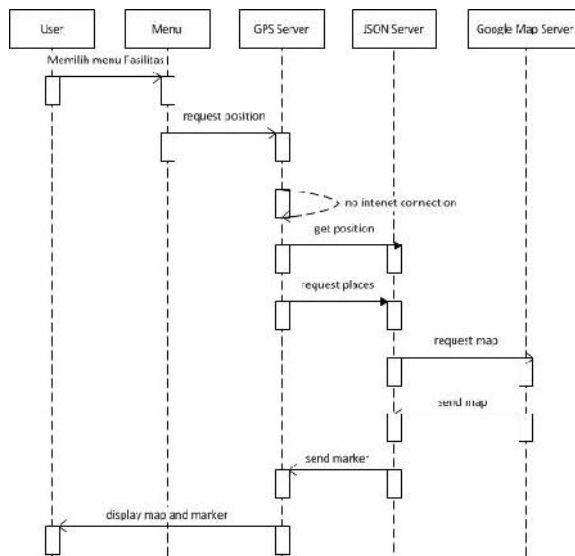 User
Menu
GPS Server
JSON Server
Google Map Server
Memilih menu Fasilitas
request position
no intenet connection
get position
request places
request map
send map
send marker
display map and marker